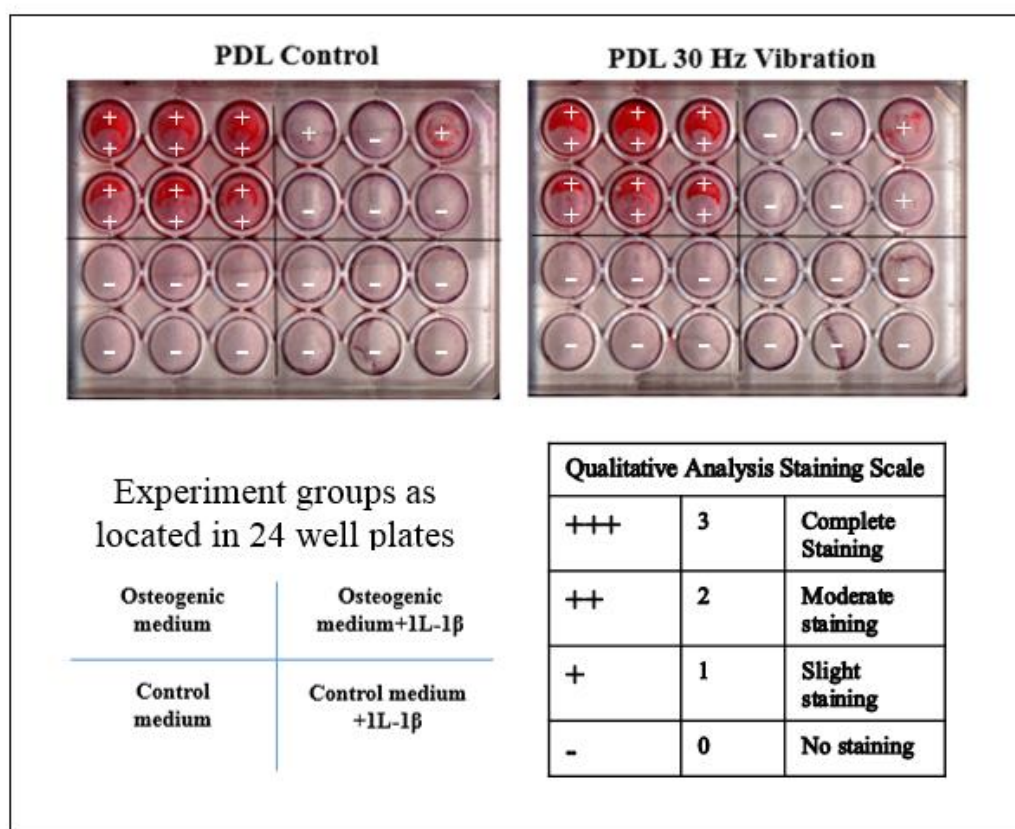 PDL Control
+ + + + - +
+ + +
+ + + - - -
+ + +
- - - - - -
- - - - - -
PDL 30 Hz Vibration
+ + + - - +
+ + +
+ + + - - +
+ + +
- - - - - -
- - - - - -
Experiment groups as
located in 24 well plates
Osteogenic
medium
Osteogenic
medium+1L-1β
Control
medium
Control medium
+1L-1β
Qualitative Analysis Staining Scale
+++ 3 Complete
Staining
++ 2 Moderate
staining
+ 1 Slight
staining
- 0 No staining